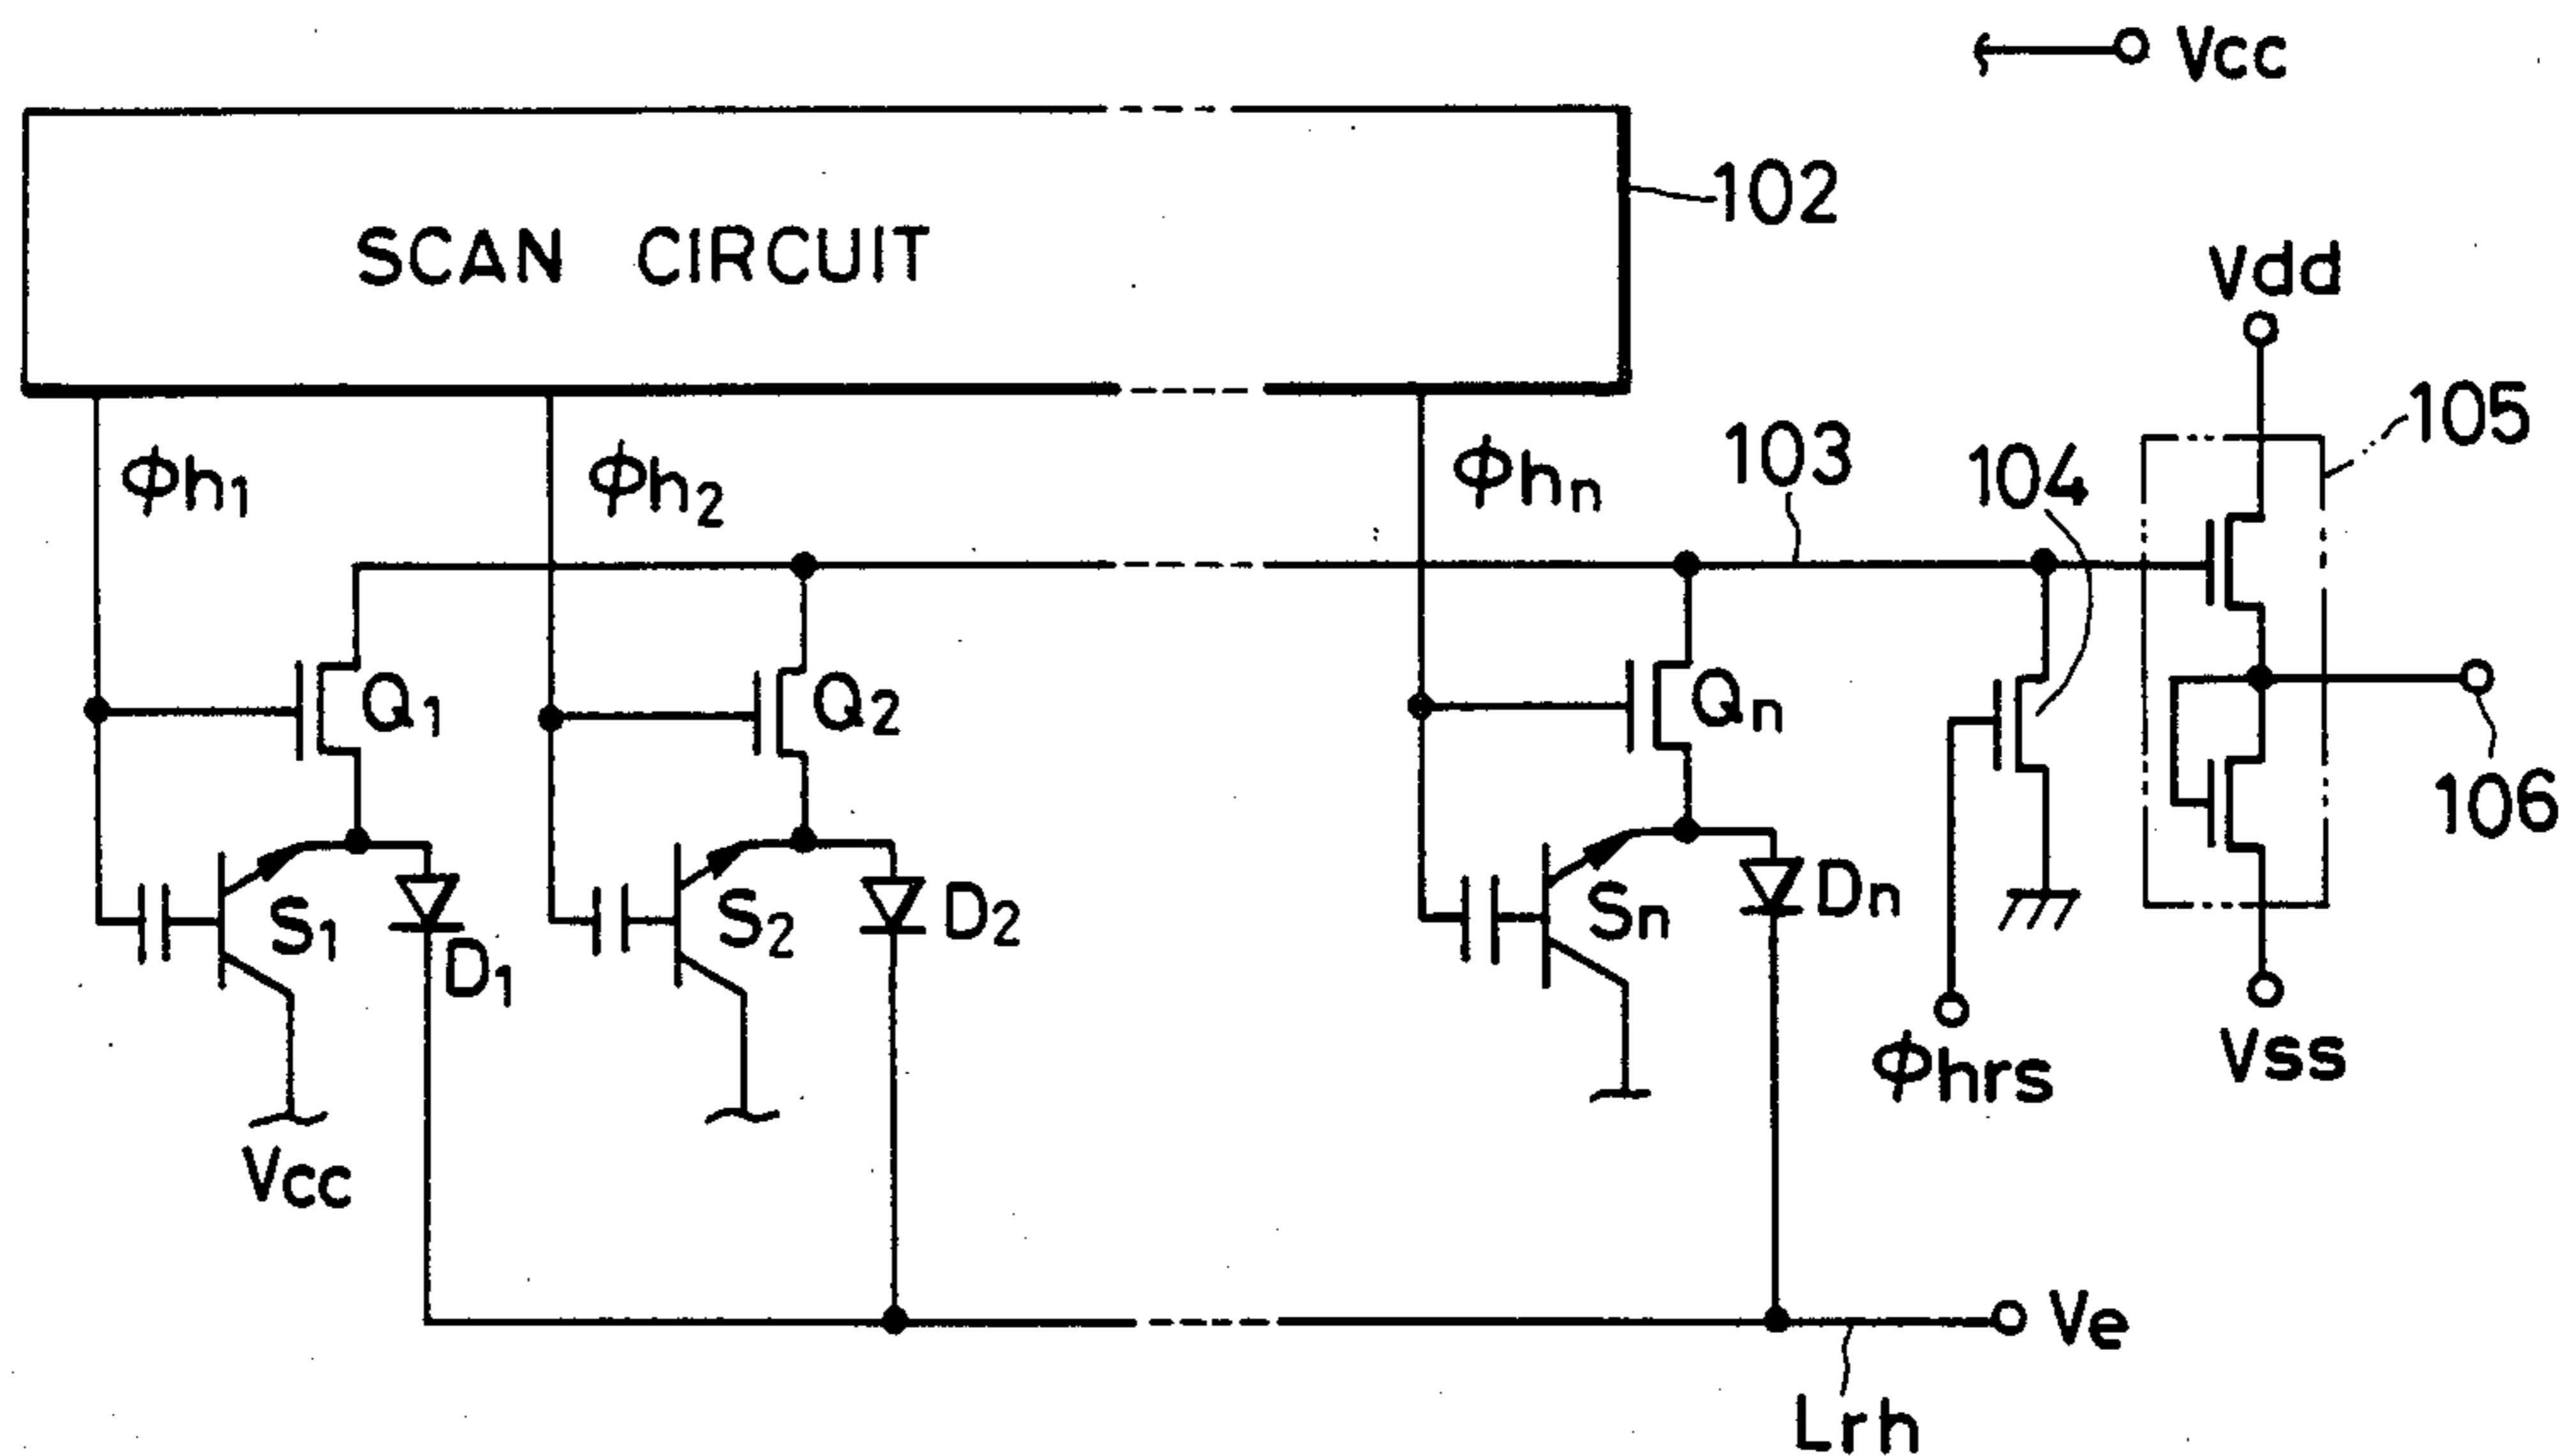 Vcc
SCAN CIRCUIT
102
Vdd
105
ϕh1
ϕh2
ϕhn
103
104
Q1
Q2
Qn
106
S1
D1
S2
D2
Sn
Dn
ϕhrs
Vss
Vcc
Ve
Lrh